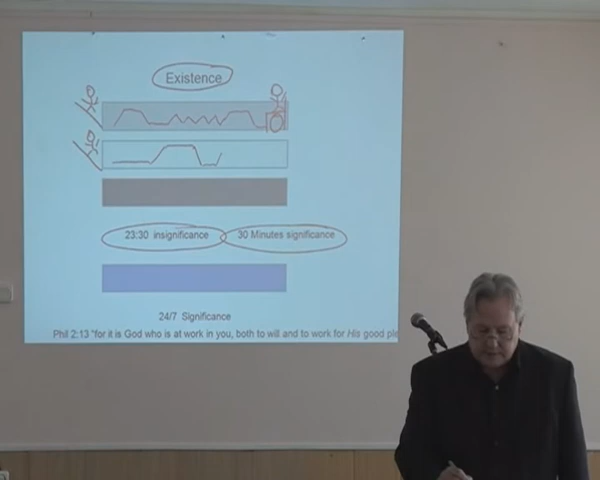 Existence
23:30 insignificance 30 Minutes significance
24/7 Significance
Phil 2:13 "for it is God who is at work in you, both to will and to work for His good